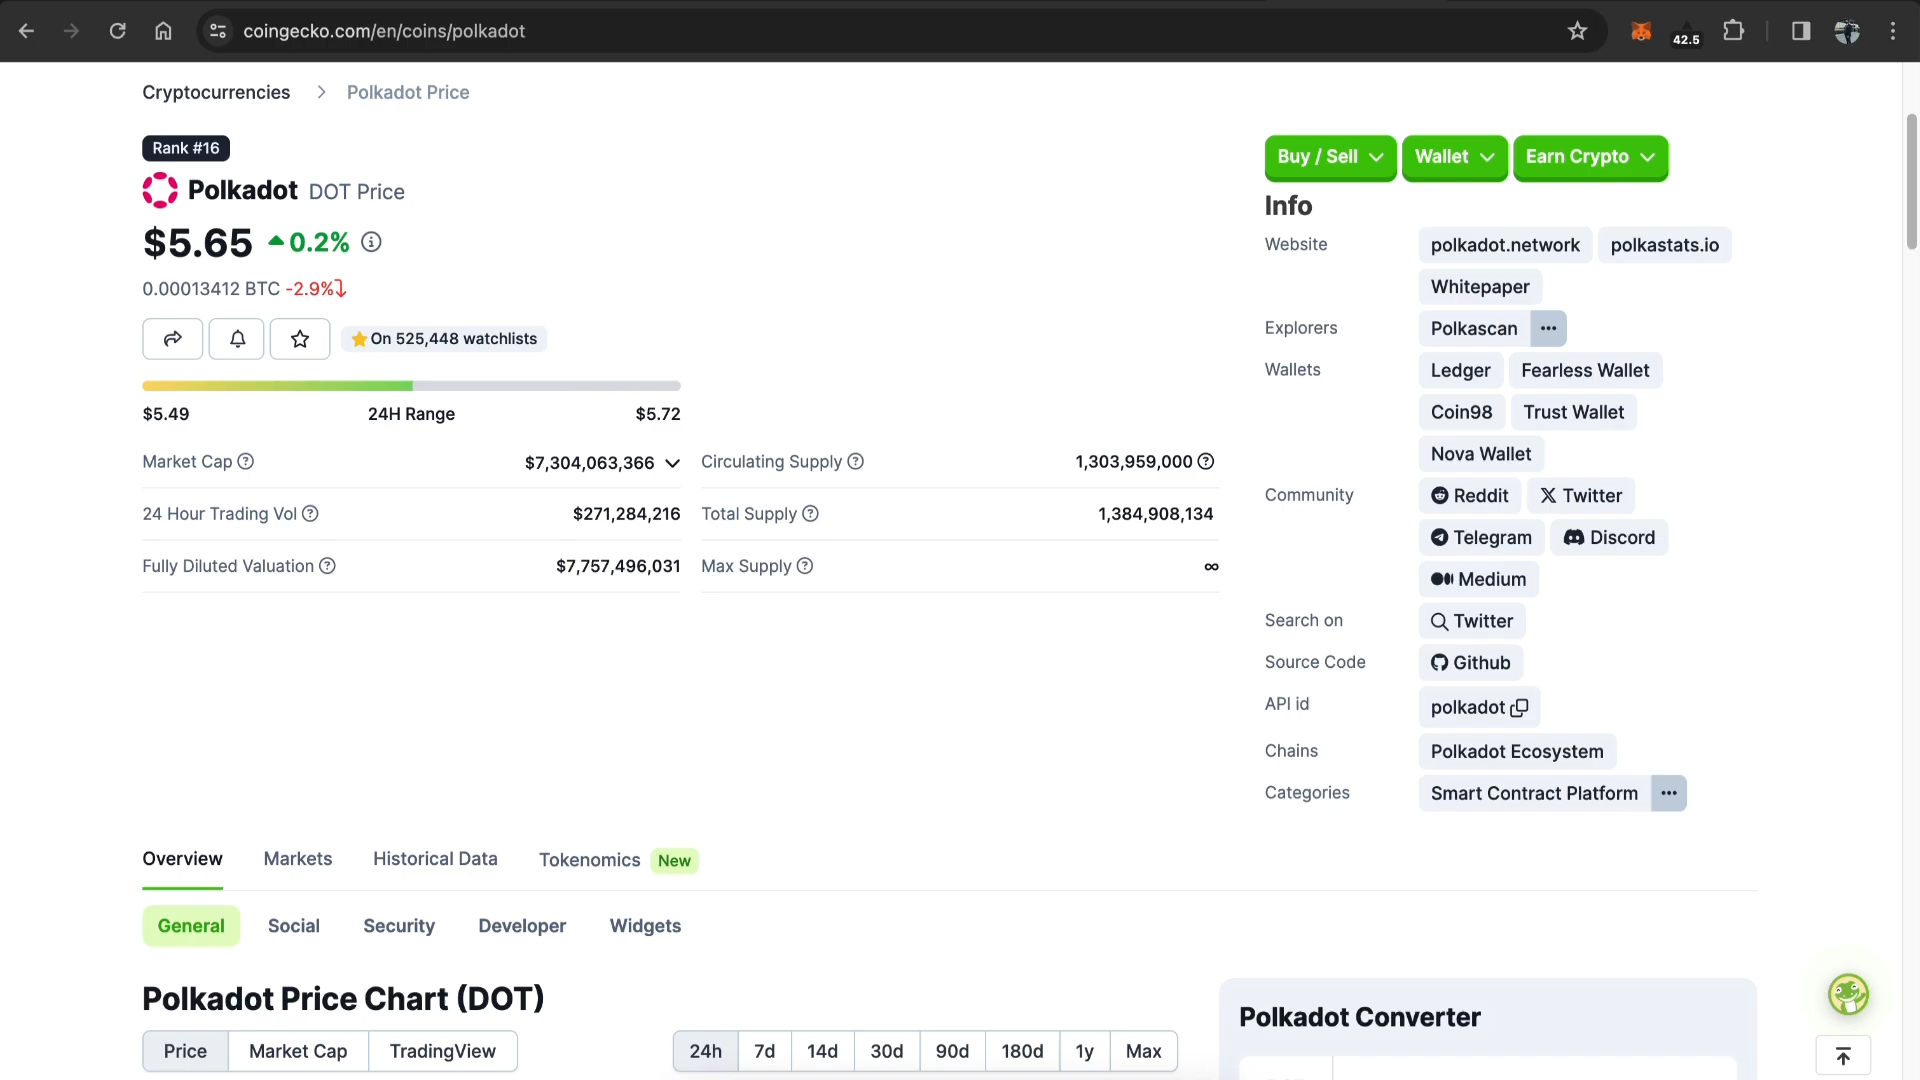 coingecko.com/en/coins/polkadot
42.5
Cryptocurrencies Polkadot Price
Rank #16
Polkadot DOT Price
$5.65 0.2%
0.00013412 BTC -2.9%
On 525,448 watchlists
$5.49 24H Range $5.72
Market Cap $7,304,063,366
24 Hour Trading Vol $271,284,216
Fully Diluted Valuation $7,757,496,031
Circulating Supply 1,303,959,000
Total Supply 1,384,908,134
Max Supply ∞
Buy / Sell Wallet Earn Crypto
Info
Website polkadot.network polkastats.io
Whitepaper
Explorers Polkascan
Wallets Ledger Fearless Wallet
Coin98 Trust Wallet
Nova Wallet
Community Reddit Twitter
Telegram Discord
Medium
Search on Twitter
Source Code Github
API id polkadot
Chains Polkadot Ecosystem
Categories Smart Contract Platform
Overview Markets Historical Data Tokenomics New
General Social Security Developer Widgets
Polkadot Price Chart (DOT)
Price Market Cap TradingView
24h 7d 14d 30d 90d 180d 1y Max
Polkadot Converter